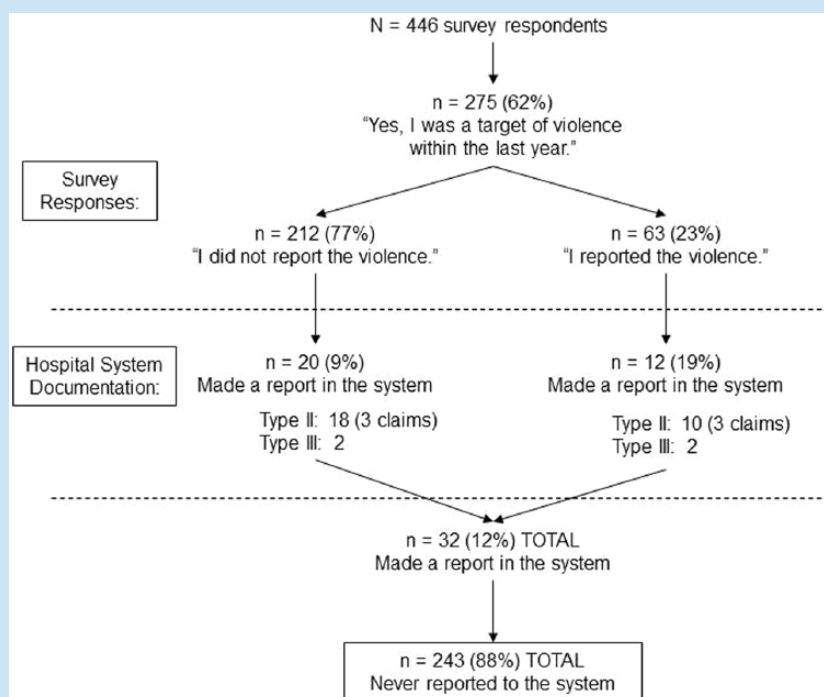 N = 446 survey respondents
n = 275 (62%)
"Yes, I was a target of violence
within the last year."
Survey
Responses:
n = 212 (77%)
"I did not report the violence."
n = 63 (23%)
"I reported the violence."
Hospital System
Documentation:
n = 20 (9%)
Made a report in the system
Type II: 18 (3 claims)
Type III: 2
n = 12 (19%)
Made a report in the system
Type II: 10 (3 claims)
Type III: 2
n = 32 (12%) TOTAL
Made a report in the system
n = 243 (88%) TOTAL
Never reported to the system